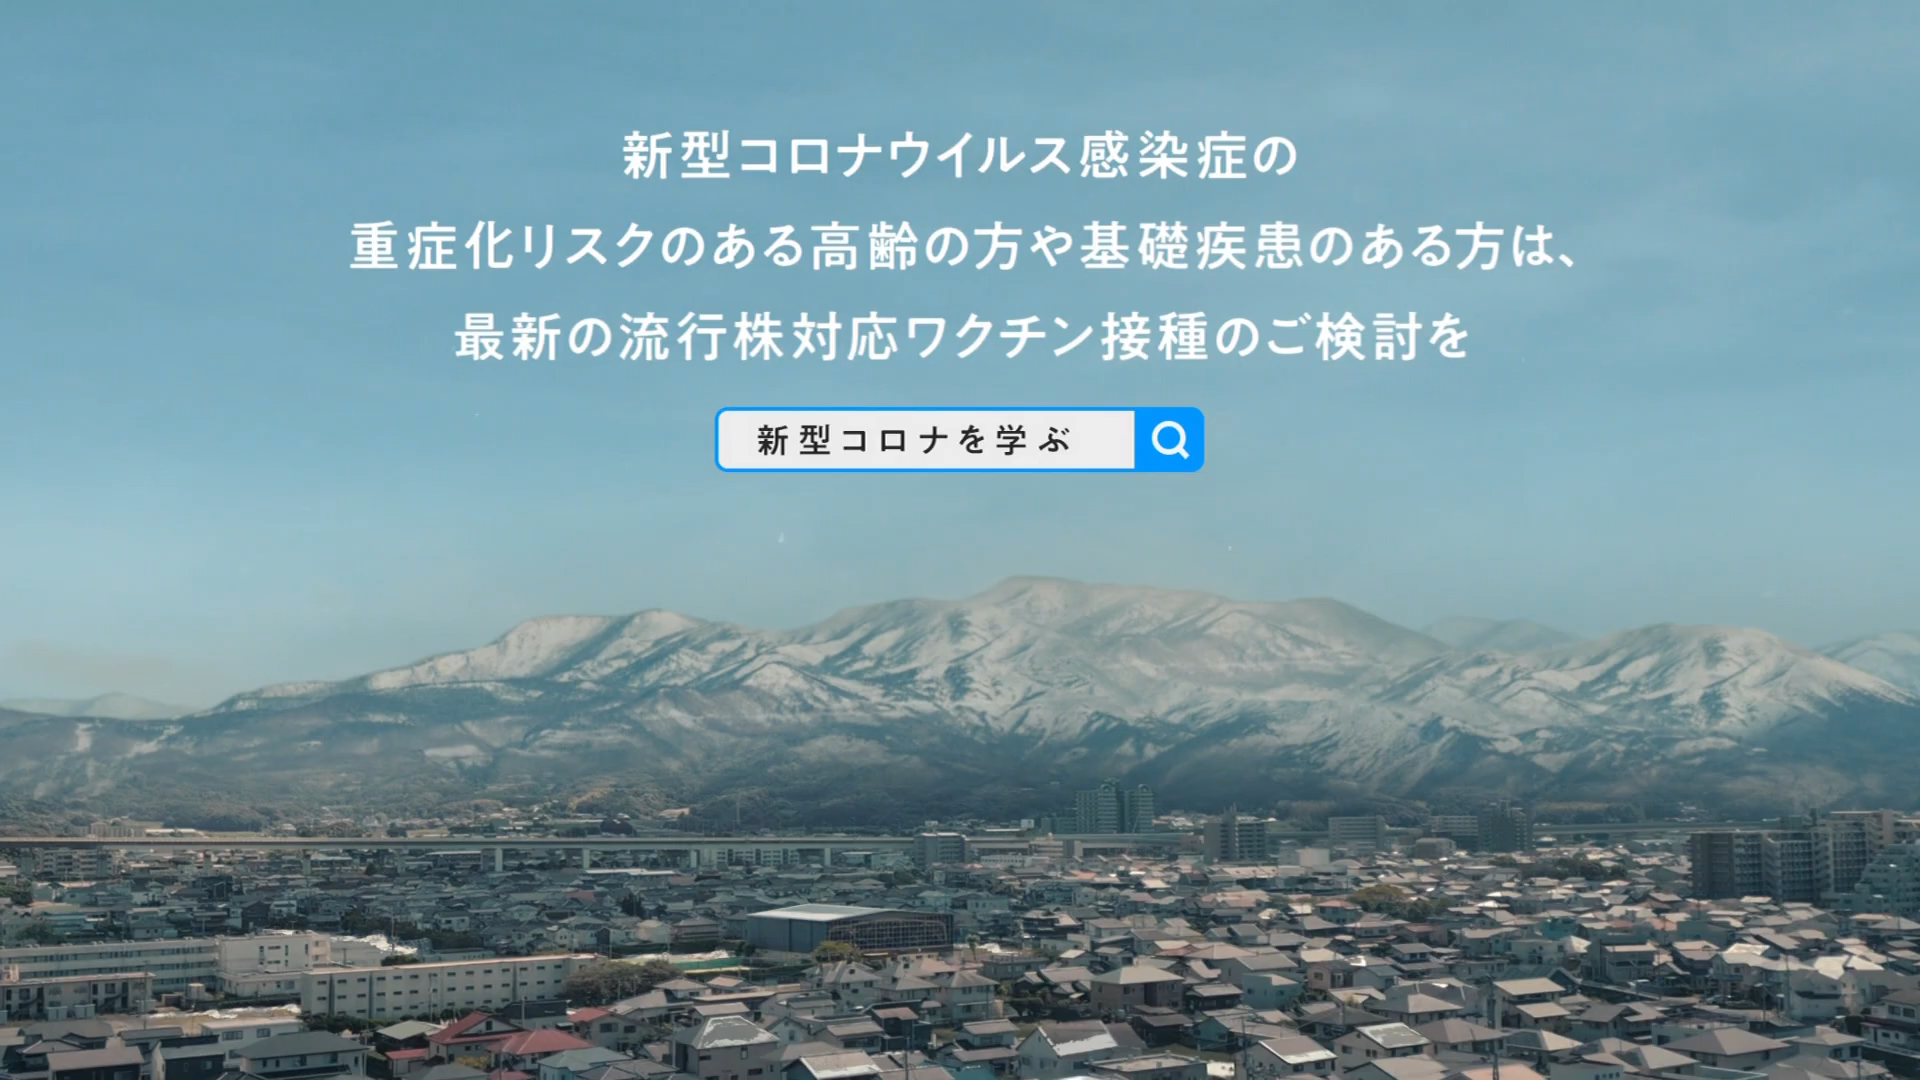 新型コロナウイルス感染症の
重症化リスクのある高齢の方や基礎疾患のある方は、
最新の流行株対応ワクチン接種のご検討を
新型コロナを学ぶ